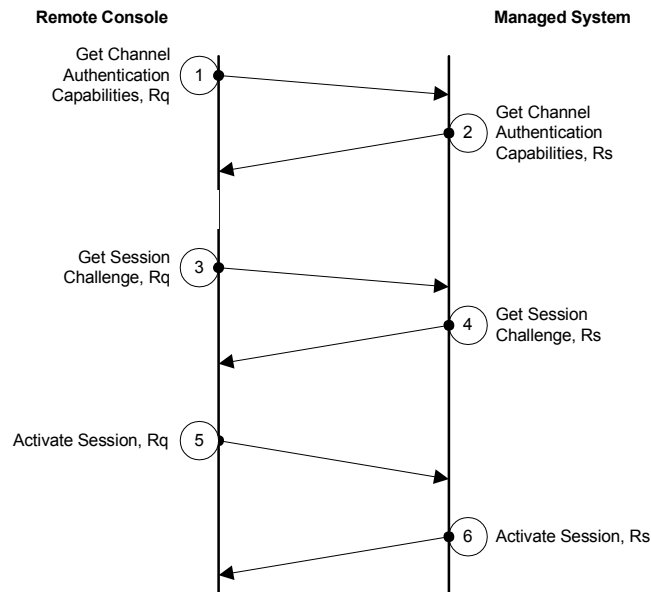 Remote Console
Managed System
Get Channel
Authentication
Capabilities, Rq
1
2
Get Channel
Authentication
Capabilities, Rs
Get Session
Challenge, Rq
3
4
Get Session
Challenge, Rs
Activate Session, Rq
5
6
Activate Session, Rs